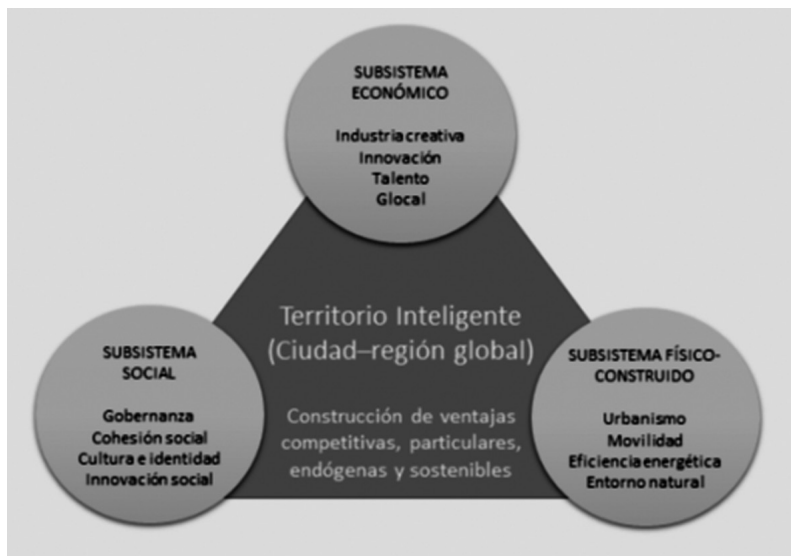 SUBSISTEMA
ECONÓMICO
Industria creativa
Innovación
Talento
Glocal
Territorio Inteligente
(Ciudad–región global)
Construcción de ventajas
competitivas, particulares,
endógenas y sostenibles
SUBSISTEMA
SOCIAL
Gobernanza
Cohesión social
Cultura e identidad
Innovación social
SUBSISTEMA FÍSICO-
CONSTRUIDO
Urbanismo
Movilidad
Eficiencia energética
Entorno natural